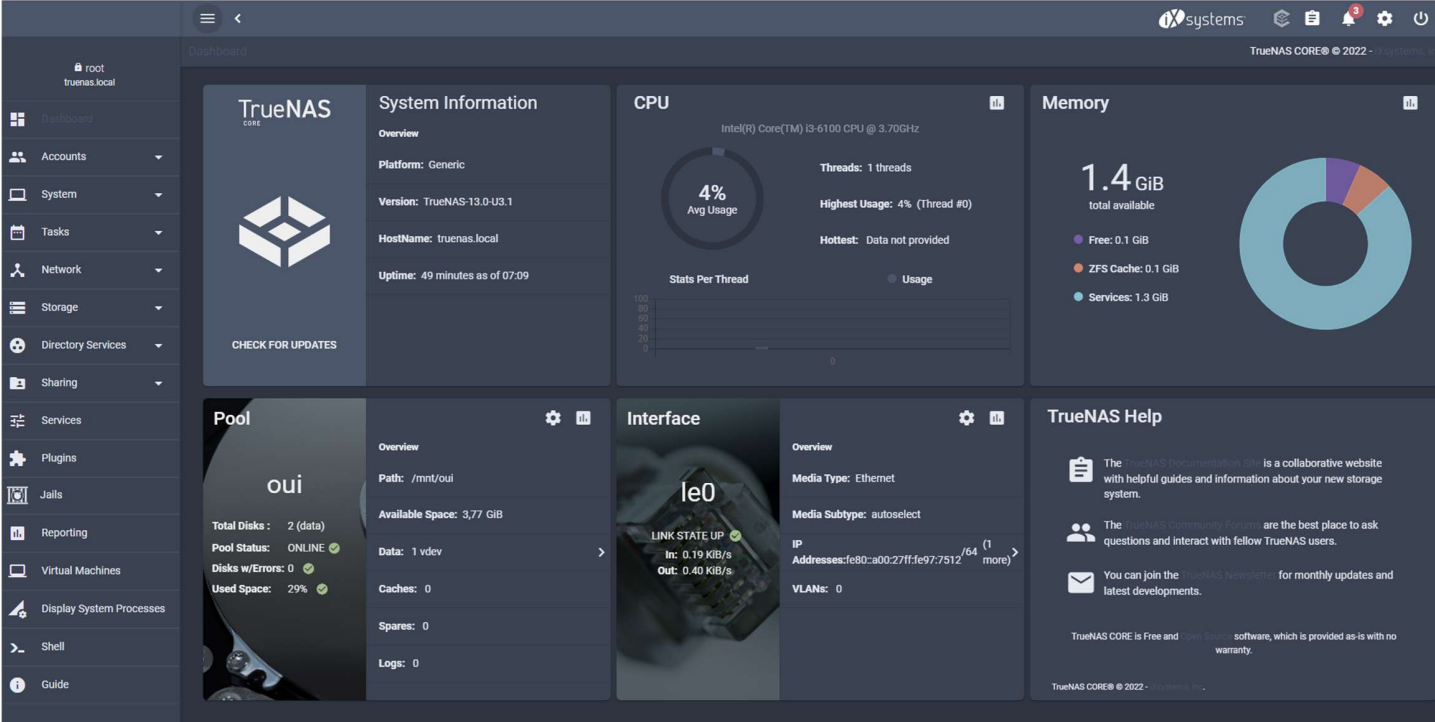 iXsystems
3
root
truenas.local
Dashboard
TrueNAS CORE® © 2022 - iXsystems,
Dashboard
Accounts
System
Tasks
Network
Storage
Directory Services
Sharing
Services
Plugins
Jails
Reporting
Virtual Machines
Display System Processes
Shell
Guide
TrueNAS
CORE
CHECK FOR UPDATES
System Information
Overview
Platform: Generic
Version: TrueNAS-13.0-U3.1
HostName: truenas.local
Uptime: 49 minutes as of 07:09
CPU
Intel(R) Core(TM) i3-6100 CPU @ 3.70GHz
4%
Avg Usage
Threads: 1 threads
Highest Usage: 4% (Thread #0)
Hottest: Data not provided
Stats Per Thread
Usage
100
80
60
40
20
0
0
Memory
1.4 GiB
total available
Free: 0.1 GiB
ZFS Cache: 0.1 GiB
Services: 1.3 GiB
Pool
oui
Total Disks : 2 (data)
Pool Status: ONLINE
Disks w/Errors: 0
Used Space: 29%
Overview
Path: /mnt/oui
Available Space: 3,77 GiB
Data: 1 vdev
Caches: 0
Spares: 0
Logs: 0
Interface
le0
LINK STATE UP
In: 0.19 KiB/s
Out: 0.40 KiB/s
Overview
Media Type: Ethernet
Media Subtype: autoselect
IP
Addresses:fe80::a00:27ff:fe97:7512 /64 (1 more)
VLANs: 0
TrueNAS Help
The TrueNAS Documentation Site is a collaborative website
with helpful guides and information about your new storage
system.
The TrueNAS Community Forums are the best place to ask
questions and interact with fellow TrueNAS users.
You can join the TrueNAS Newsletter for monthly updates and
latest developments.
TrueNAS CORE is Free and Open Source software, which is provided as-is with no
warranty.
TrueNAS CORE® © 2022 - iXsystems, Inc.